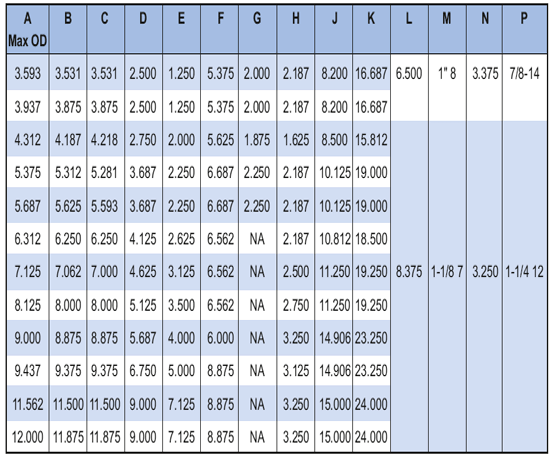 A B C D E F G H J K L M N P
Max OD
3.593 3.531 3.531 2.500 1.250 5.375 2.000 2.187 8.200 16.687 6.500 1" 8 3.375 7/8-14
3.937 3.875 3.875 2.500 1.250 5.375 2.000 2.187 8.200 16.687
4.312 4.187 4.218 2.750 2.000 5.625 1.875 1.625 8.500 15.812
5.375 5.312 5.281 3.687 2.250 6.687 2.250 2.187 10.125 19.000
5.687 5.625 5.593 3.687 2.250 6.687 2.250 2.187 10.125 19.000
6.312 6.250 6.250 4.125 2.625 6.562 NA 2.187 10.812 18.500
7.125 7.062 7.000 4.625 3.125 6.562 NA 2.500 11.250 19.250 8.375 1-1/8 7 3.250 1-1/4 12
8.125 8.000 8.000 5.125 3.500 6.562 NA 2.750 11.250 19.250
9.000 8.875 8.875 5.687 4.000 6.000 NA 3.250 14.906 23.250
9.437 9.375 9.375 6.750 5.000 8.875 NA 3.125 14.906 23.250
11.562 11.500 11.500 9.000 7.125 8.875 NA 3.250 15.000 24.000
12.000 11.875 11.875 9.000 7.125 8.875 NA 3.250 15.000 24.000